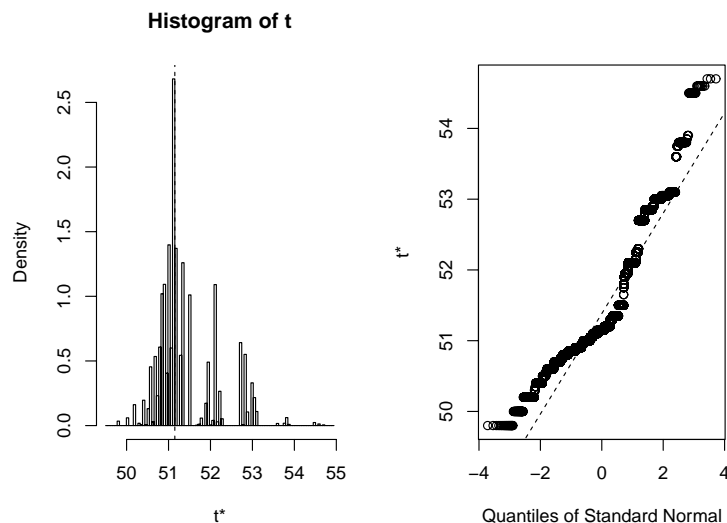 Histogram of t
Density
0.0 0.5 1.0 1.5 2.0 2.5
50 51 52 53 54 55
t*
t*
50 51 52 53 54
−4 −2 0 2 4
Quantiles of Standard Normal